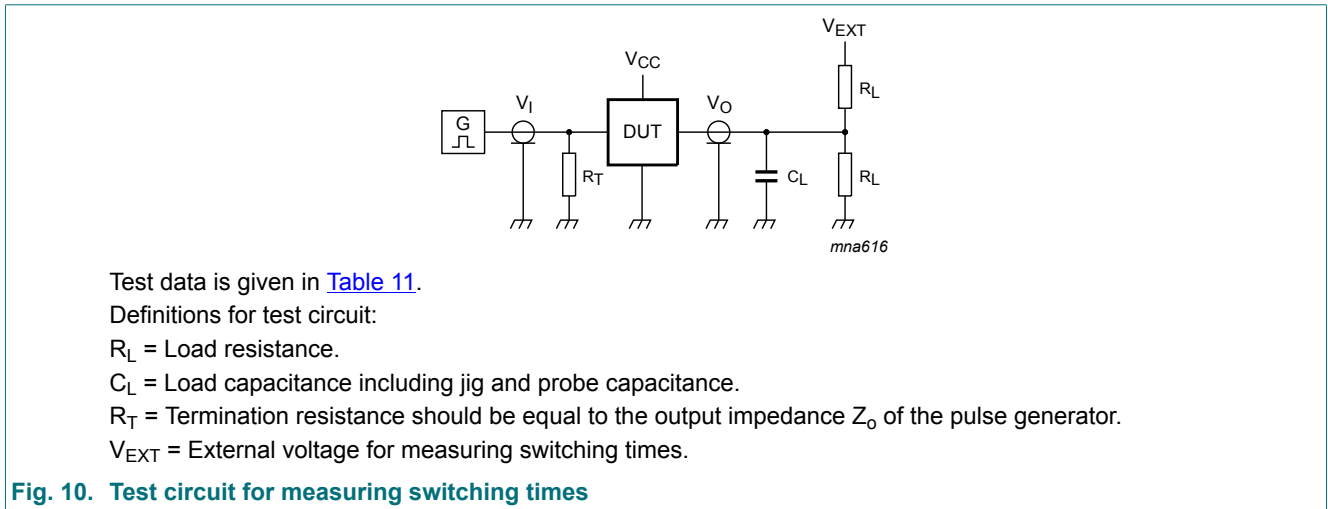 VEXT
VCC
RL
VI
VO
G
DUT
RT
CL
RL
mna616
Test data is given in Table 11.
Definitions for test circuit:
RL = Load resistance.
CL = Load capacitance including jig and probe capacitance.
RT = Termination resistance should be equal to the output impedance Zo of the pulse generator.
VEXT = External voltage for measuring switching times.
Fig. 10. Test circuit for measuring switching times